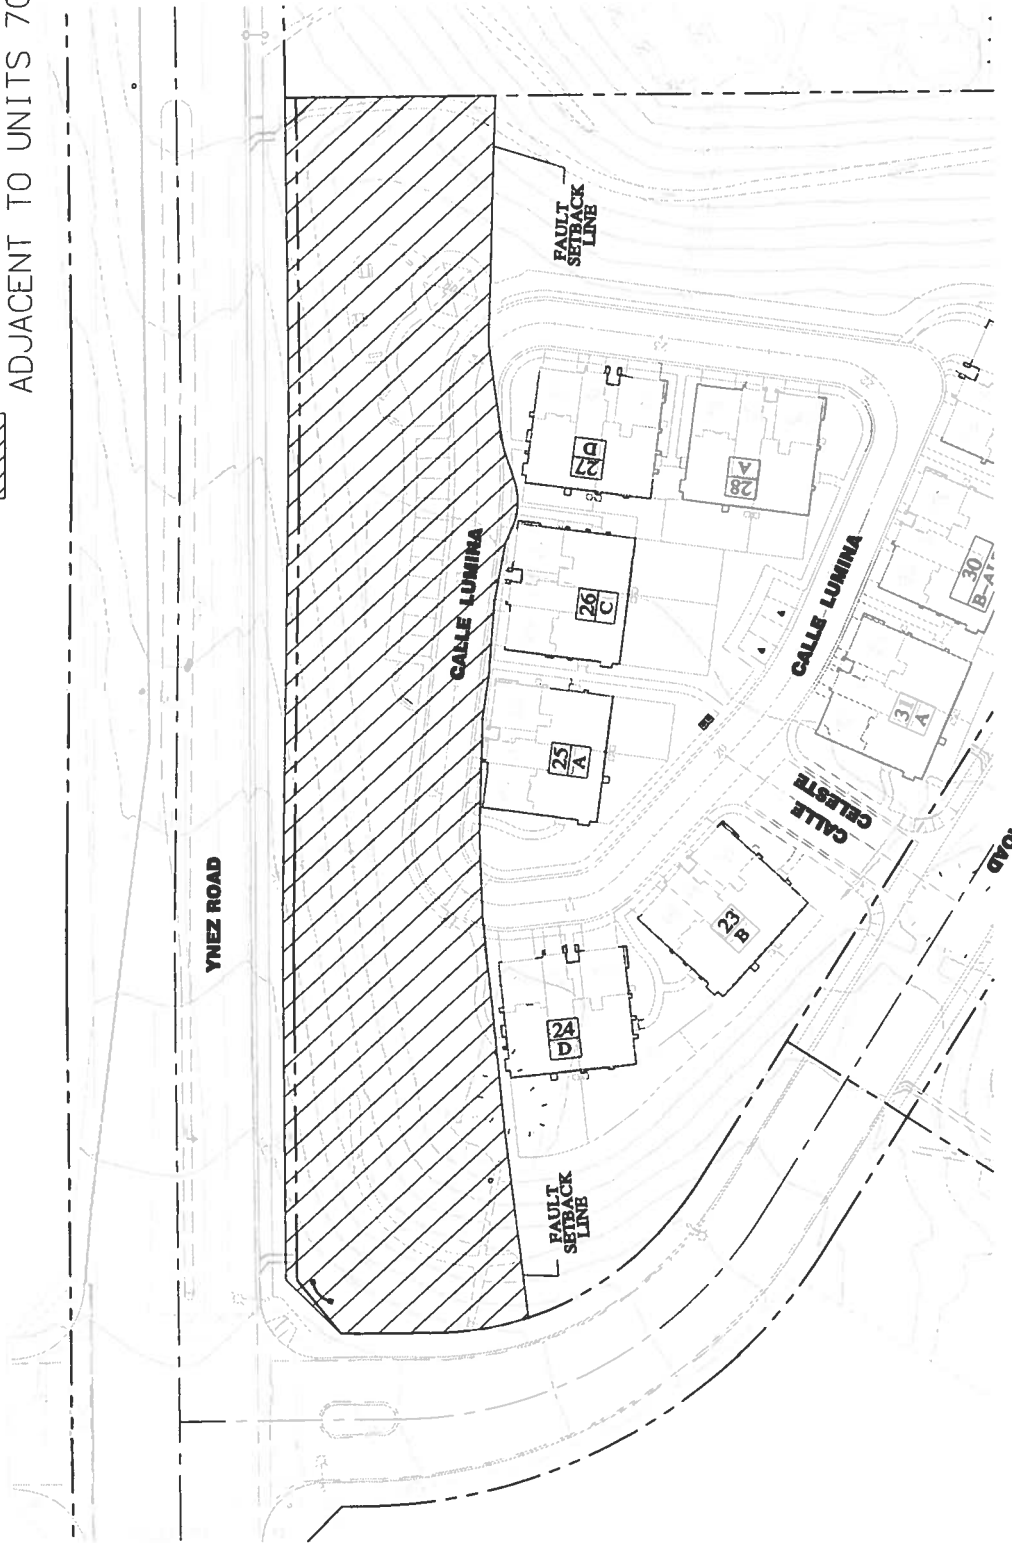 ADJACENT TO UNITS 70
YNEZ ROAD
FAULT
SETBACK
LINE
CALLE LUMINA
27
D
28
A
26
C
25
A
CALLE LUMINA
30
31
A
CALLE
CELESTE
23
B
24
D
FAULT
SETBACK
LINE